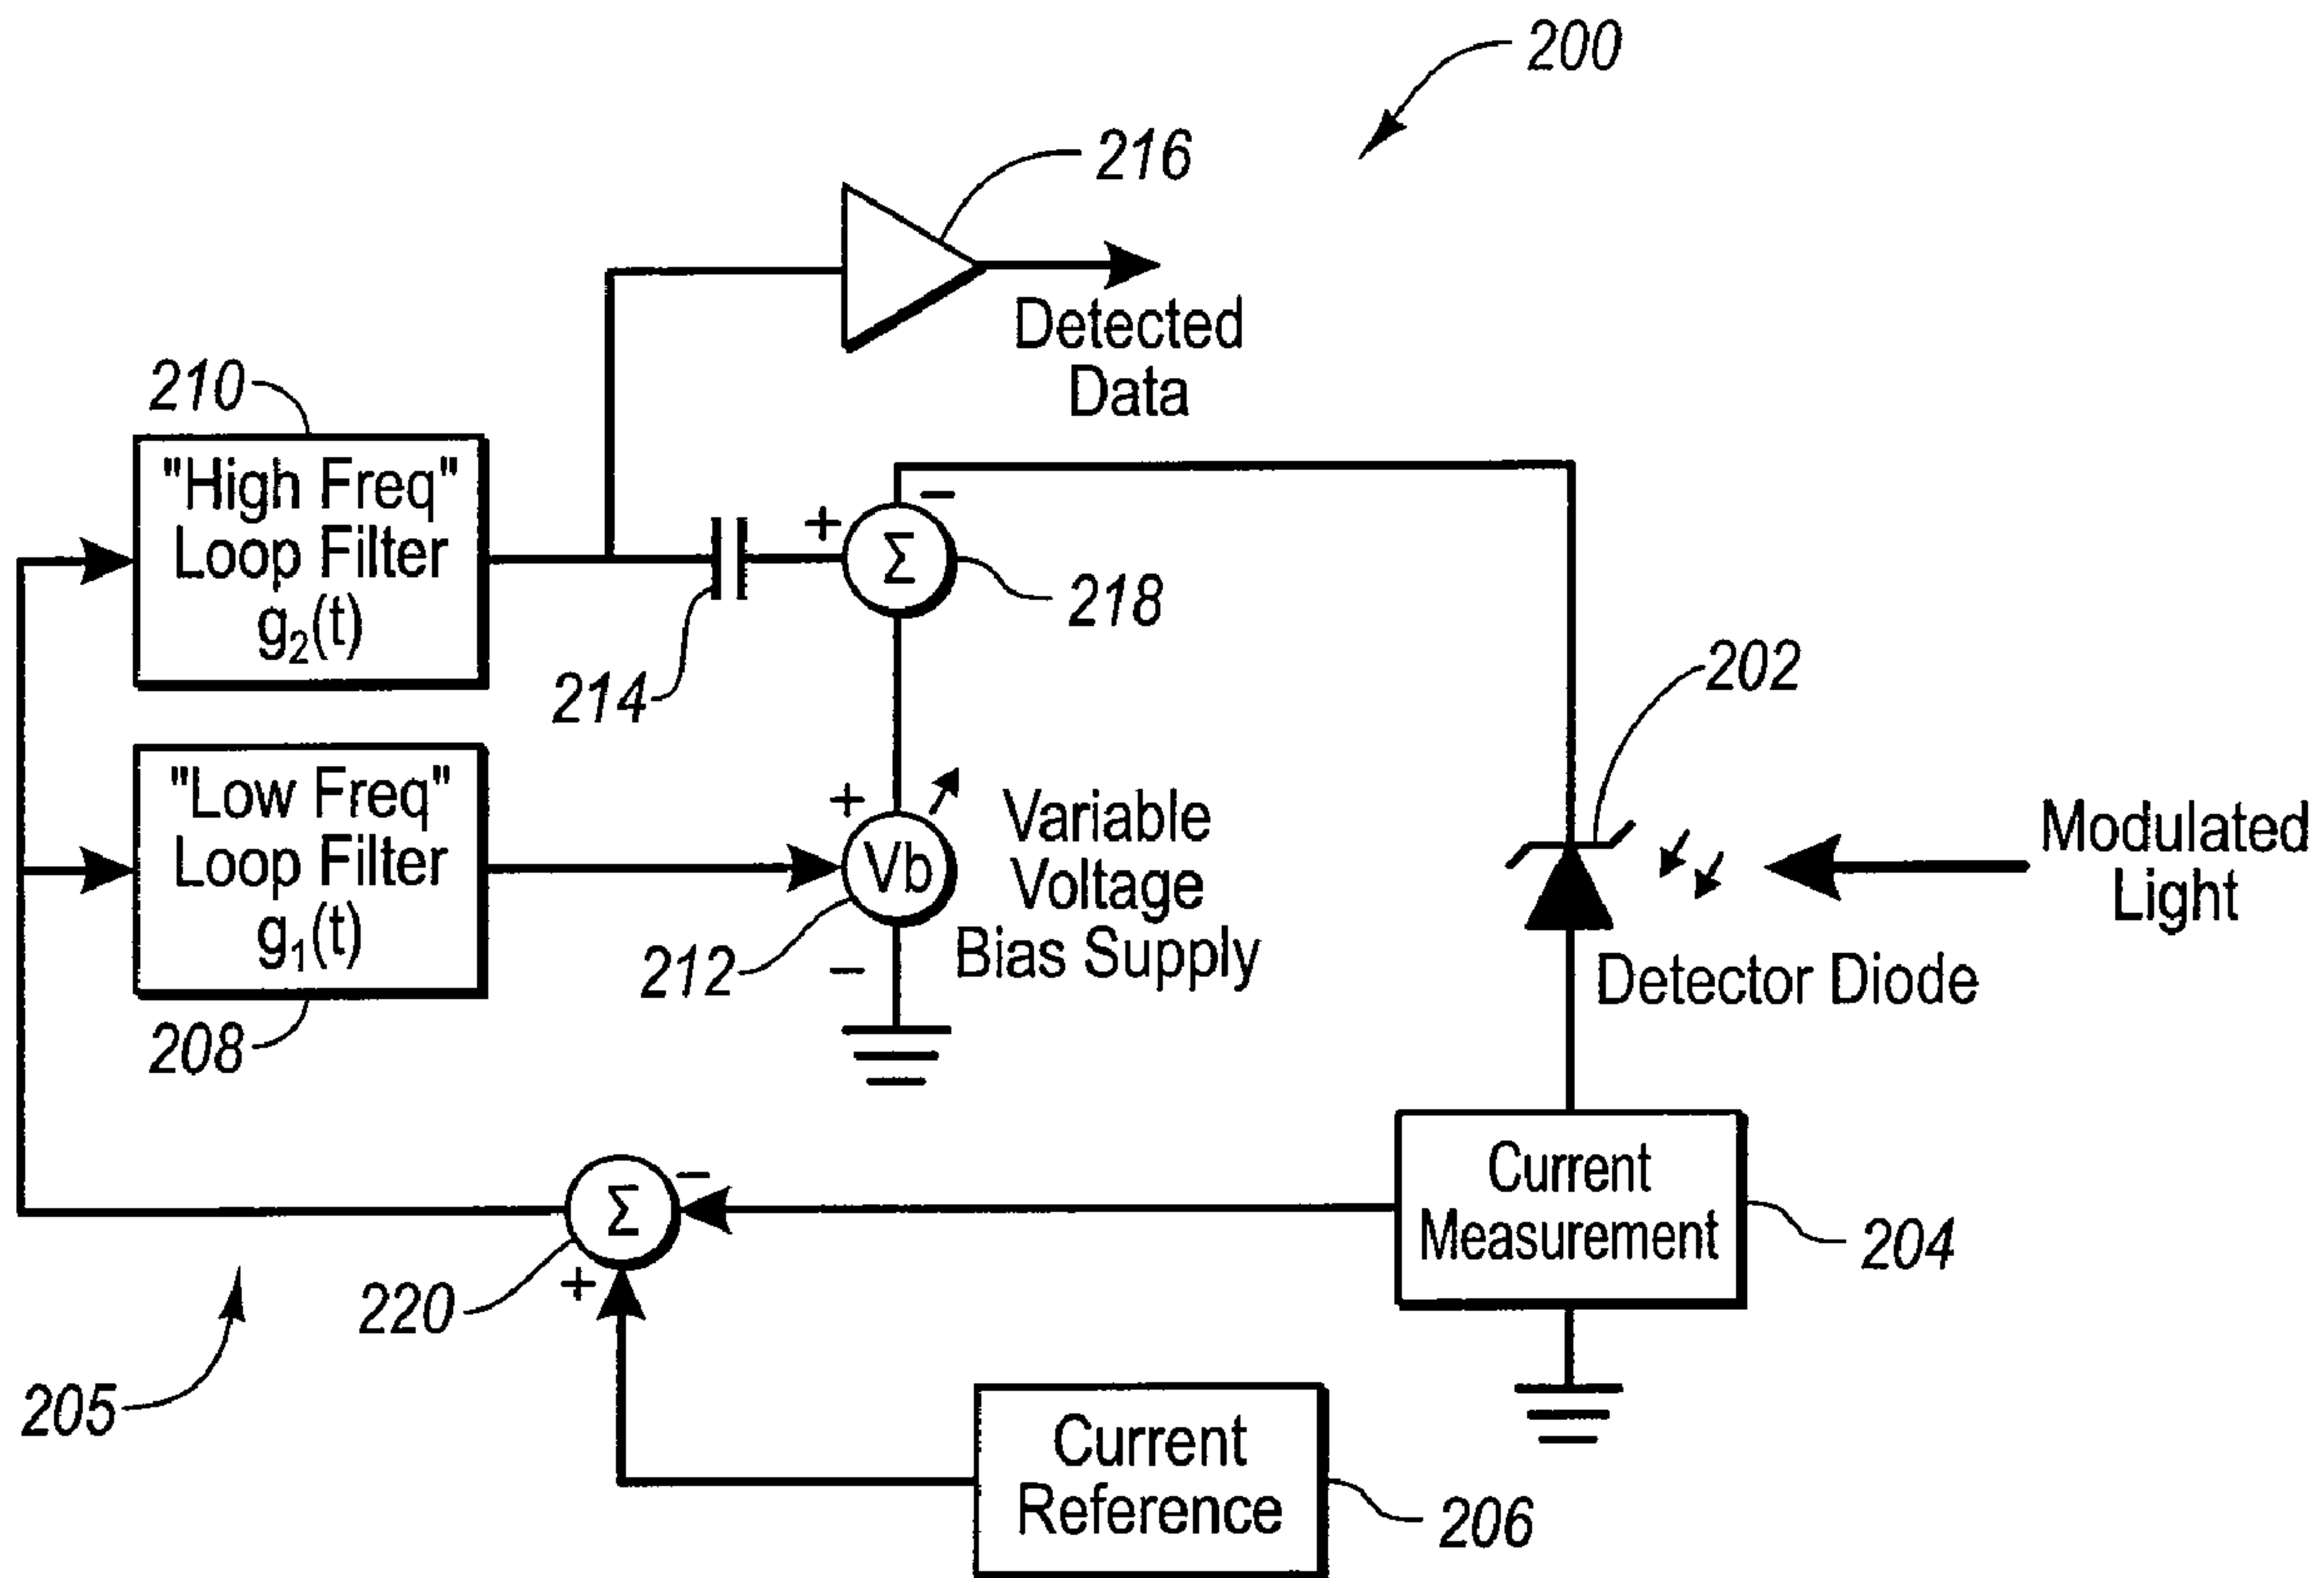 200
216
Detected
Data
210
"High Freq"
Loop Filter
g₂(t)
−
+
Σ
218
214
202
"Low Freq"
Loop Filter
g₁(t)
208
+
Vb
−
212
Variable
Voltage
Bias Supply
Modulated
Light
Detector Diode
Current
Measurement
204
−
Σ
+
220
205
Current
Reference
206